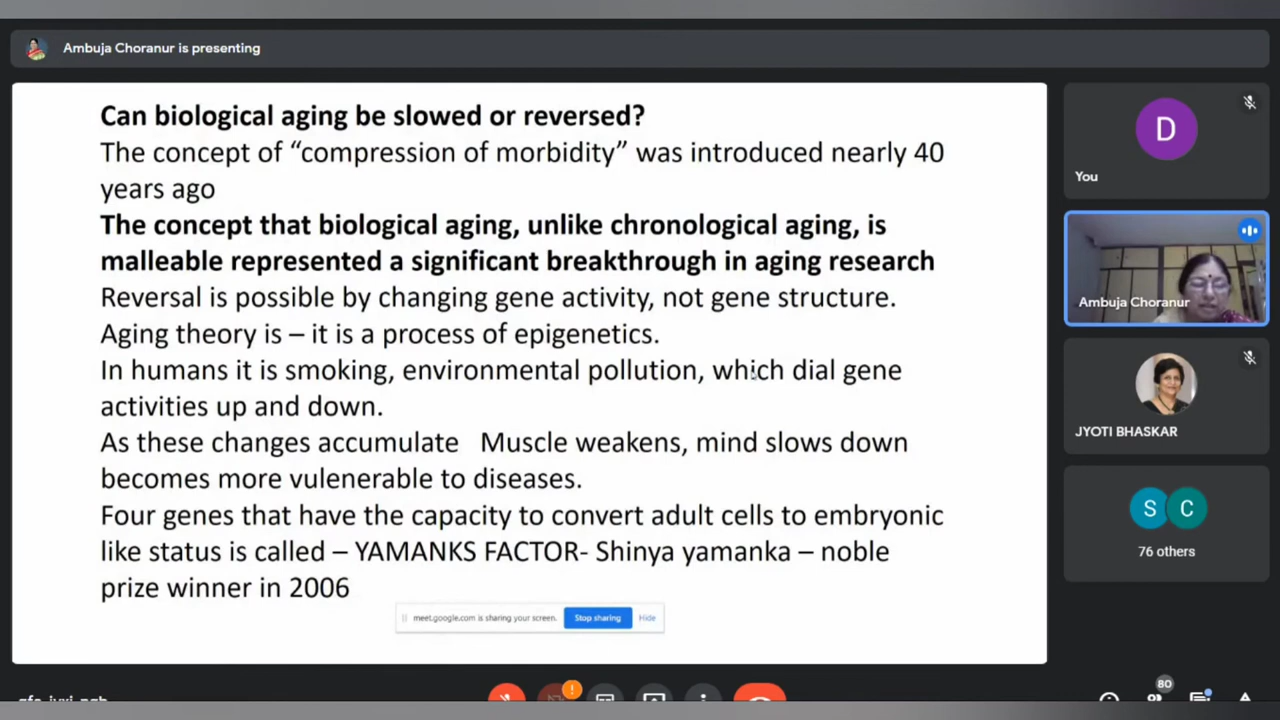 Ambuja Choranur is presenting
Can biological aging be slowed or reversed?
The concept of “compression of morbidity” was introduced nearly 40
years ago
The concept that biological aging, unlike chronological aging, is
malleable represented a significant breakthrough in aging research
Reversal is possible by changing gene activity, not gene structure.
Aging theory is – it is a process of epigenetics.
In humans it is smoking, environmental pollution, which dial gene
activities up and down.
As these changes accumulate   Muscle weakens, mind slows down
becomes more vulenerable to diseases.
Four genes that have the capacity to convert adult cells to embryonic
like status is called – YAMANKS FACTOR- Shinya yamanka – noble
prize winner in 2006
meet.google.com is sharing your screen. Stop sharing Hide
D
You
Ambuja Choranur
JYOTI BHASKAR
S C
76 others
80